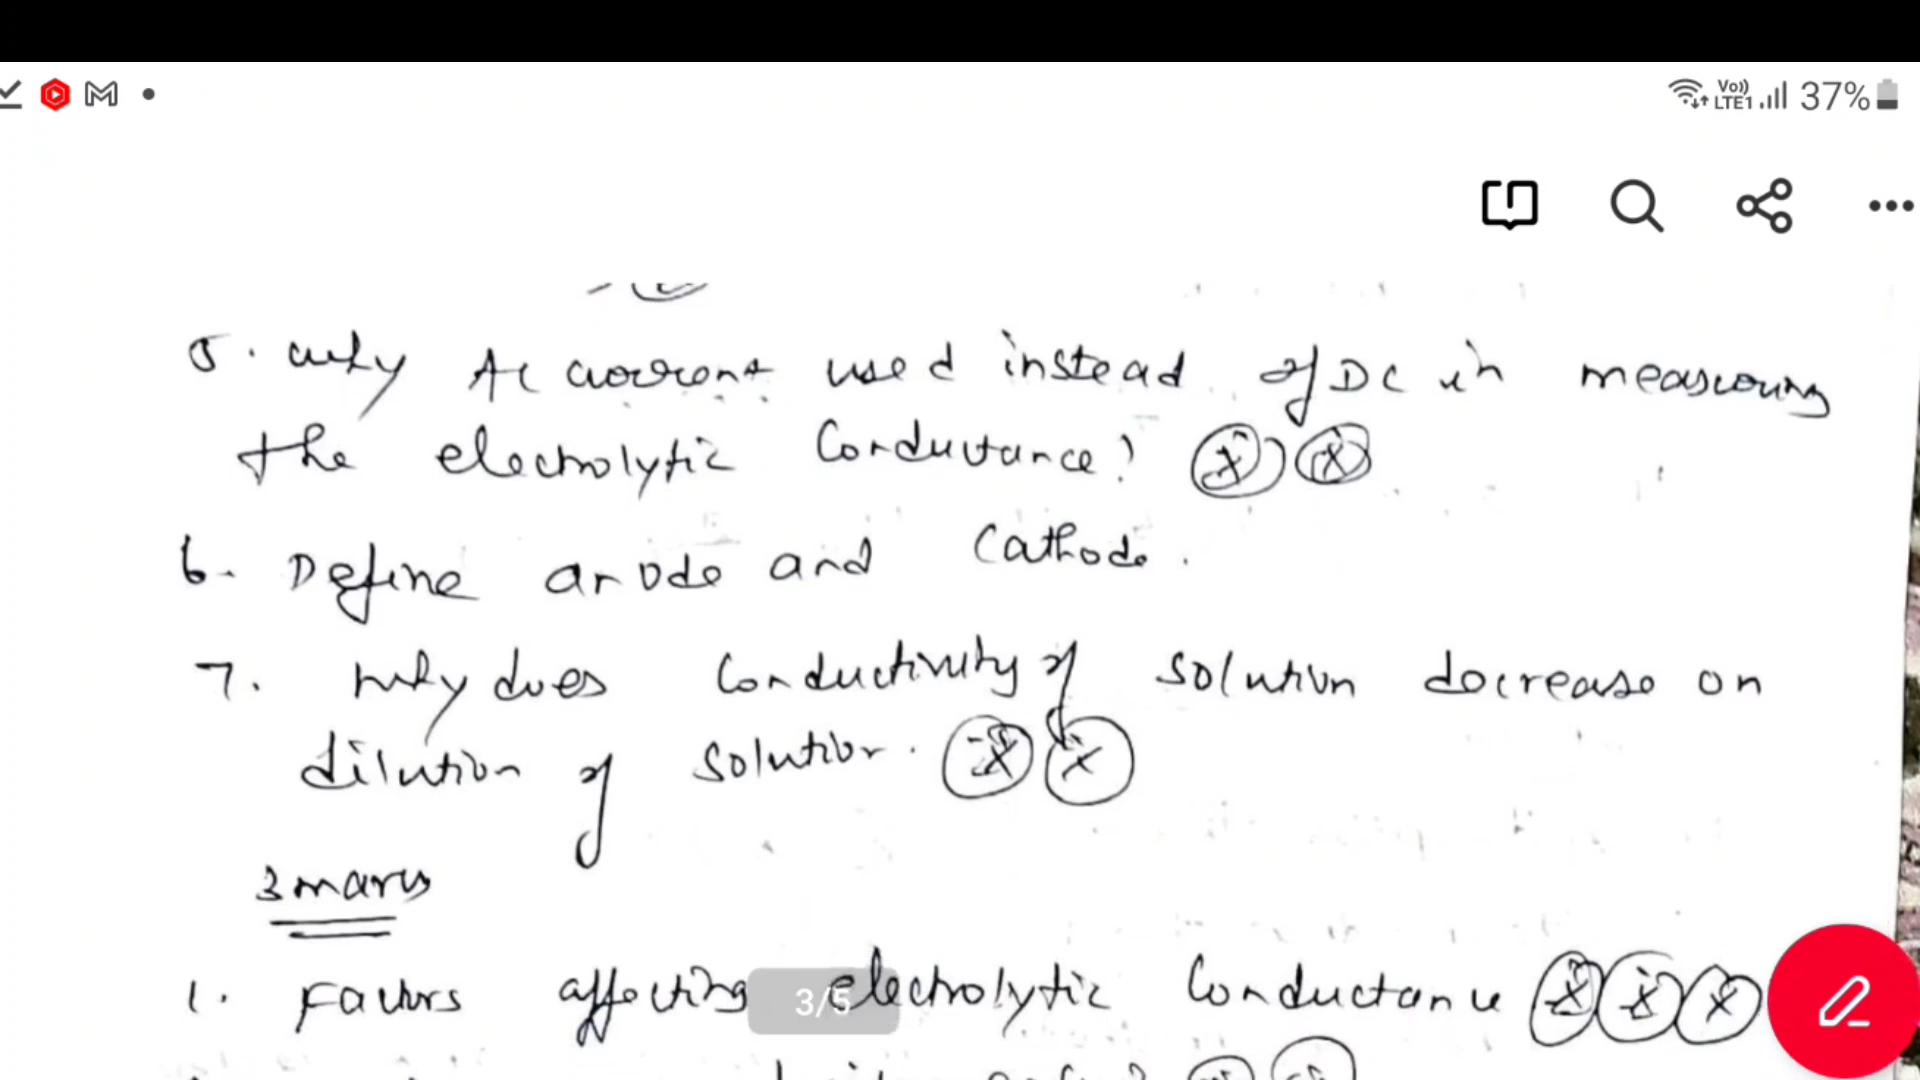 Vo))
LTE1 37%
5. why AC current used instead of DC in measuring
the electrolytic Conductance?
6. Define anode and Cathode.
7. why does Conductivity of solution decrease on
dilution of solution.
3 marks
1. Factors affecting electrolytic Conductance
3/5